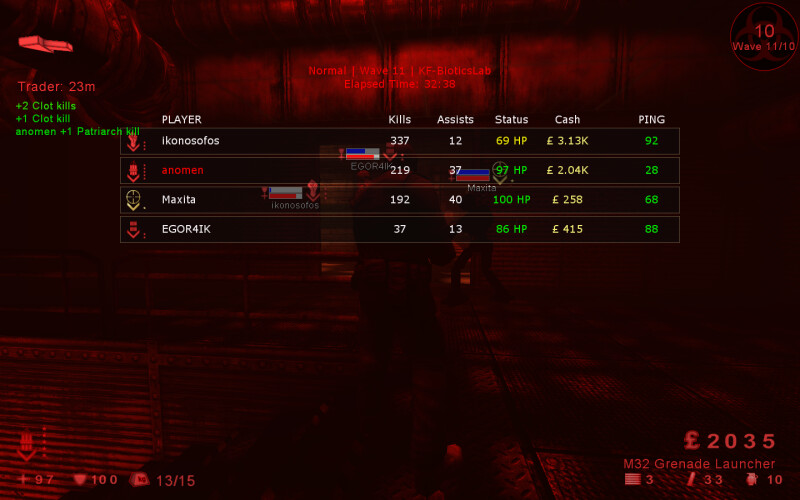 10
Wave 11/10
Normal | Wave 11 | KF-BioticsLab
Elapsed Time: 32:38
Trader: 23m
+2 Clot kills
+1 Clot kill
anomen +1 Patriarch kill
PLAYER Kills Assists Status Cash PING
ikonosofos 337 12 69 HP £ 3.13K 92
EGOR4IK
anomen 219 37 97 HP £ 2.04K 28
Maxita
Maxita 192 40 100 HP £ 258 68
ikonosofos
EGOR4IK 37 13 86 HP £ 415 88
£ 2035
M32 Grenade Launcher
97 100 13/15 3 33 10